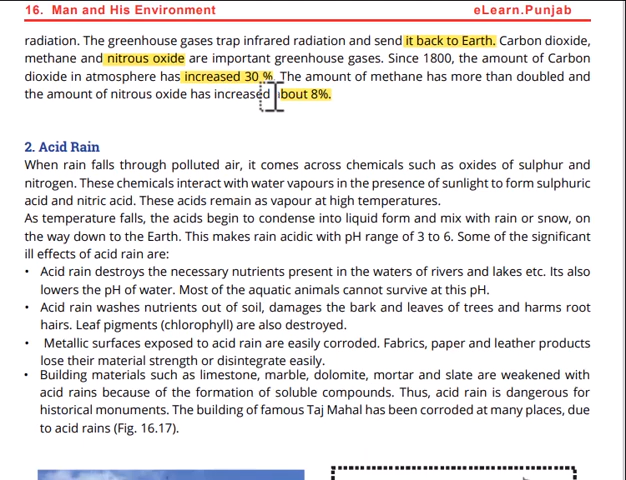 16. Man and His Environment eLearn.Punjab
radiation. The greenhouse gases trap infrared radiation and send it back to Earth. Carbon dioxide,
methane and nitrous oxide are important greenhouse gases. Since 1800, the amount of Carbon
dioxide in atmosphere has increased 30 %. The amount of methane has more than doubled and
the amount of nitrous oxide has increased about 8%.
2. Acid Rain
When rain falls through polluted air, it comes across chemicals such as oxides of sulphur and
nitrogen. These chemicals interact with water vapours in the presence of sunlight to form sulphuric
acid and nitric acid. These acids remain as vapour at high temperatures.
As temperature falls, the acids begin to condense into liquid form and mix with rain or snow, on
the way down to the Earth. This makes rain acidic with pH range of 3 to 6. Some of the significant
ill effects of acid rain are:
• Acid rain destroys the necessary nutrients present in the waters of rivers and lakes etc. Its also
lowers the pH of water. Most of the aquatic animals cannot survive at this pH.
• Acid rain washes nutrients out of soil, damages the bark and leaves of trees and harms root
hairs. Leaf pigments (chlorophyll) are also destroyed.
• Metallic surfaces exposed to acid rain are easily corroded. Fabrics, paper and leather products
lose their material strength or disintegrate easily.
• Building materials such as limestone, marble, dolomite, mortar and slate are weakened with
acid rains because of the formation of soluble compounds. Thus, acid rain is dangerous for
historical monuments. The building of famous Taj Mahal has been corroded at many places, due
to acid rains (Fig. 16.17).